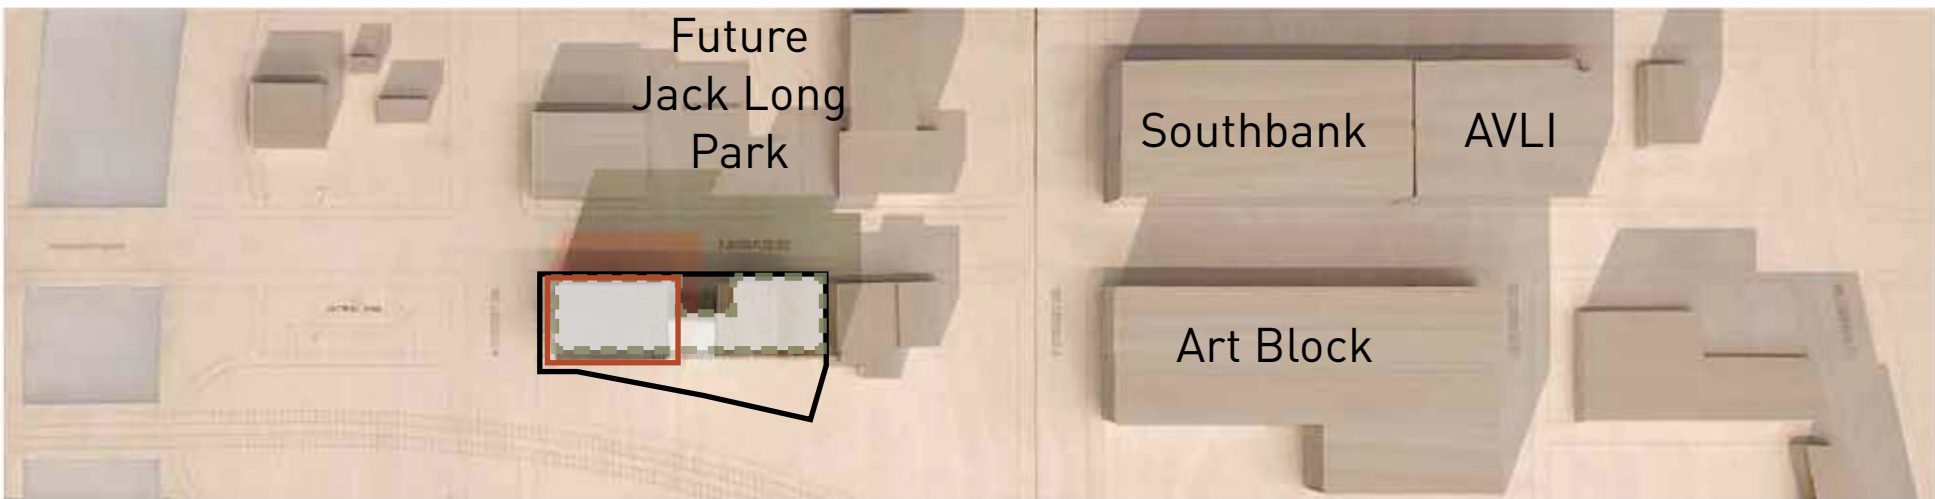 Future
Jack Long
Park
Southbank
AVLI
Art Block